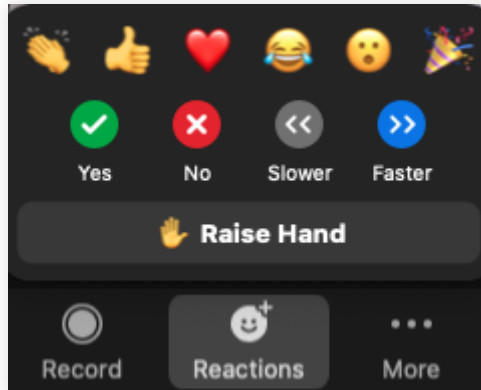 Yes No Slower Faster
Raise Hand
Record Reactions More